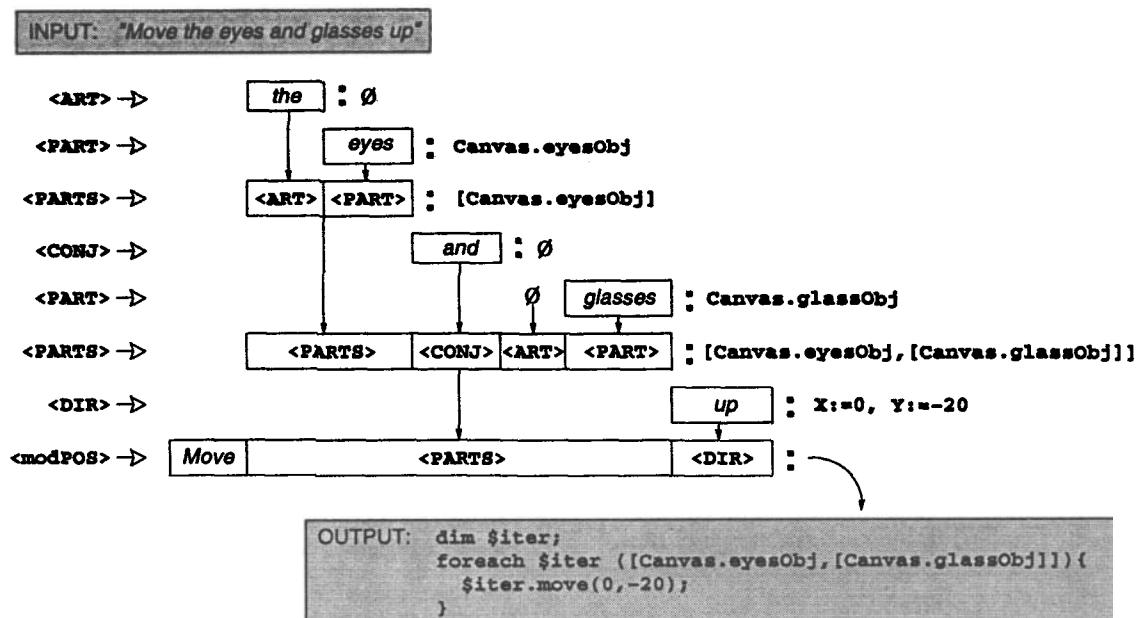 INPUT: "Move the eyes and glasses up"
<ART> the : Ø
<PART> eyes : Canvas.eyesObj
<PARTS> <ART> <PART> : [Canvas.eyesObj]
<CONJ> and : Ø
<PART> Ø glasses : Canvas.glassObj
<PARTS> <PARTS> <CONJ> <ART> <PART> : [Canvas.eyesObj,[Canvas.glassObj]]
<DIR> up : X:=0, Y:=-20
<modPOS> Move <PARTS> <DIR> :
OUTPUT: dim $iter;
foreach $iter ([Canvas.eyesObj,[Canvas.glassObj]]){
$iter.move(0,-20);
}